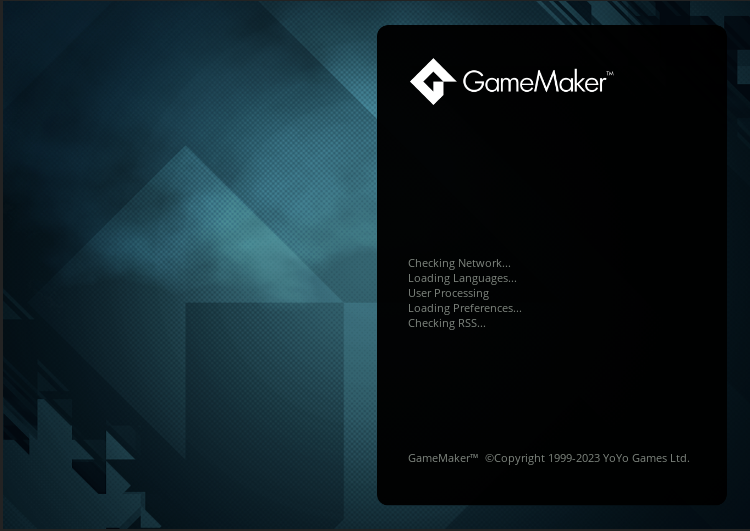 GameMaker™
Checking Network...
Loading Languages...
User Processing
Loading Preferences...
Checking RSS...
GameMaker™ ©Copyright 1999-2023 YoYo Games Ltd.